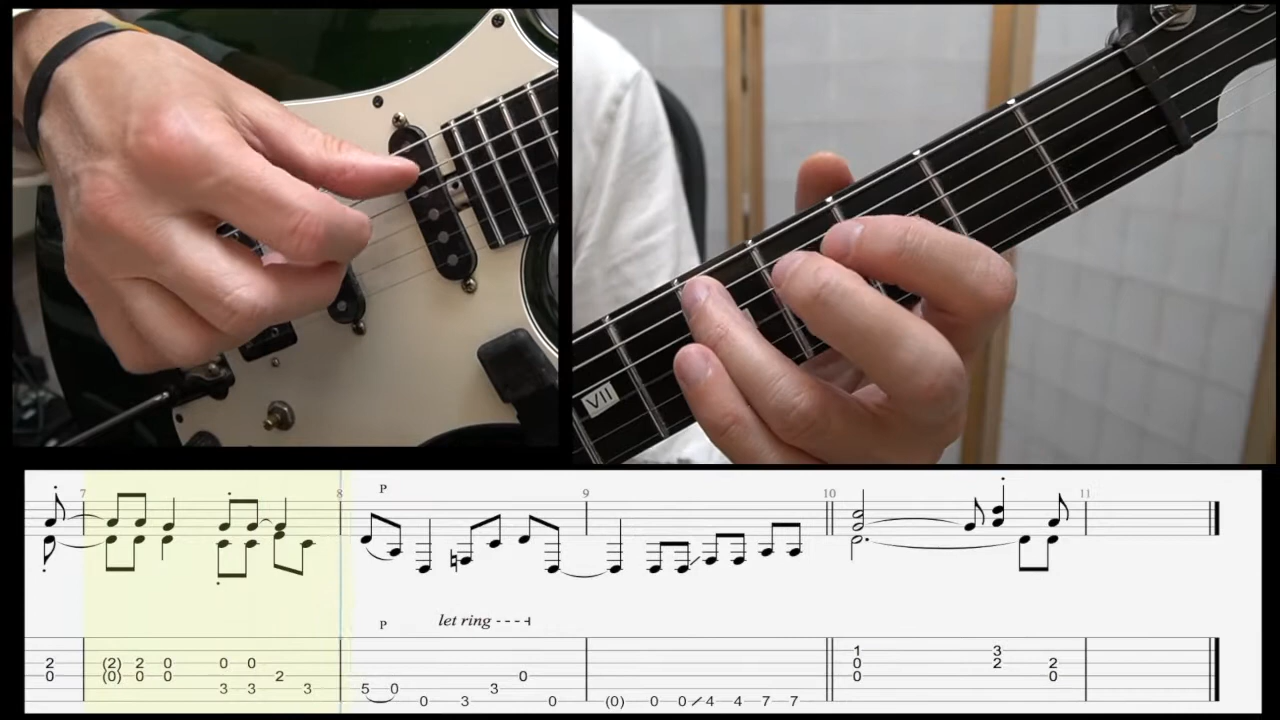 VII
7 8 9 10 11
P
P let ring - - - -
1 3
2 (2) 2 0 0 0 0 2 2
0 (0) 0 0 2 0 0 0
3 3 3 5 0 3
0 3 0 (0) 0 0 4 4 7 7